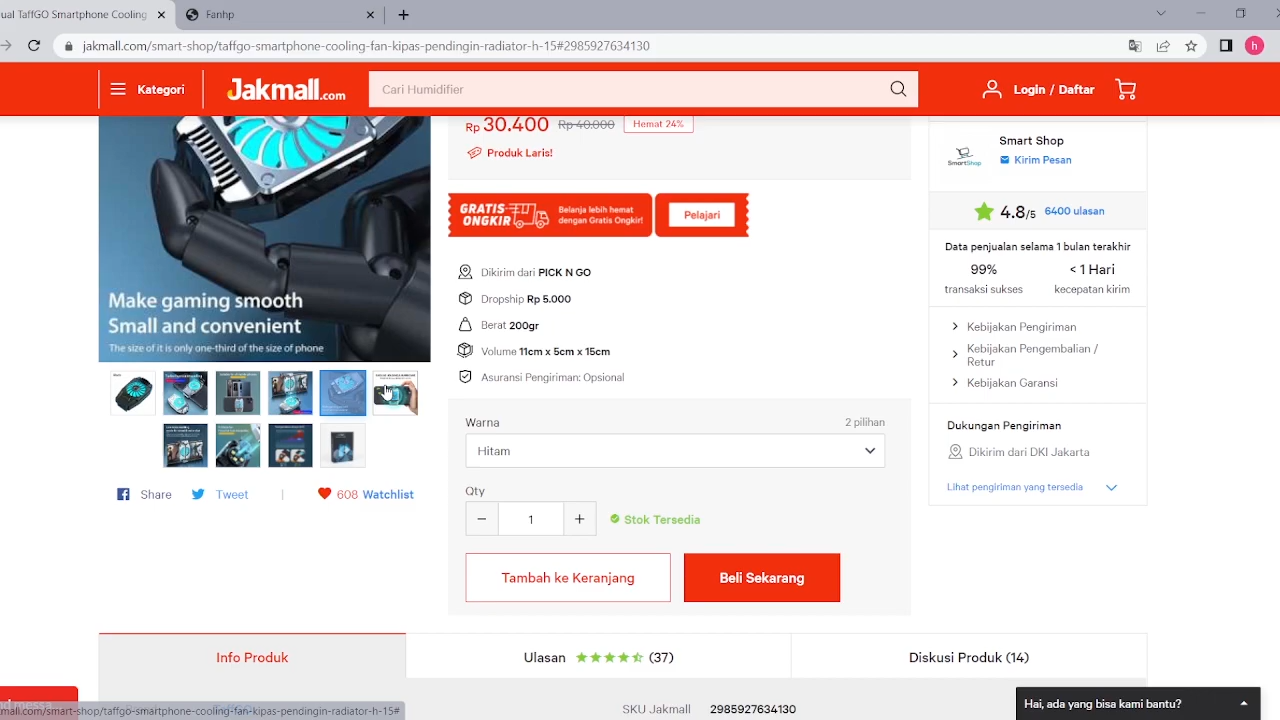 ual TaffGO Smartphone Cooling
Fanhp
jakmall.com/smart-shop/taffgo-smartphone-cooling-fan-kipas-pendingin-radiator-h-15#2985927634130
h
Kategori
Jakmall.com
Cari Humidifier
Login / Daftar
Rp 30.400 Rp 40.000 Hemat 24%
Produk Laris!
GRATIS ONGKIR
Belanja lebih hemat
dengan Gratis Ongkir!
Pelajari
Make gaming smooth
Small and convenient
The size of it is only one-third of the size of phone
Share
Tweet
608 Watchlist
Dikirim dari PICK N GO
Dropship Rp 5.000
Berat 200gr
Volume 11cm x 5cm x 15cm
Asuransi Pengiriman: Opsional
Warna
2 pilihan
Hitam
Qty
1
Stok Tersedia
Tambah ke Keranjang
Beli Sekarang
SmartShop
Smart Shop
Kirim Pesan
4.8/5 6400 ulasan
Data penjualan selama 1 bulan terakhir
99% < 1 Hari
transaksi sukses kecepatan kirim
Kebijakan Pengiriman
Kebijakan Pengembalian /
Retur
Kebijakan Garansi
Dukungan Pengiriman
Dikirim dari DKI Jakarta
Lihat pengiriman yang tersedia
Info Produk
Ulasan (37)
Diskusi Produk (14)
SKU Jakmall 2985927634130
mall.com/smart-shop/taffgo-smartphone-cooling-fan-kipas-pendingin-radiator-h-15#
Hai, ada yang bisa kami bantu?